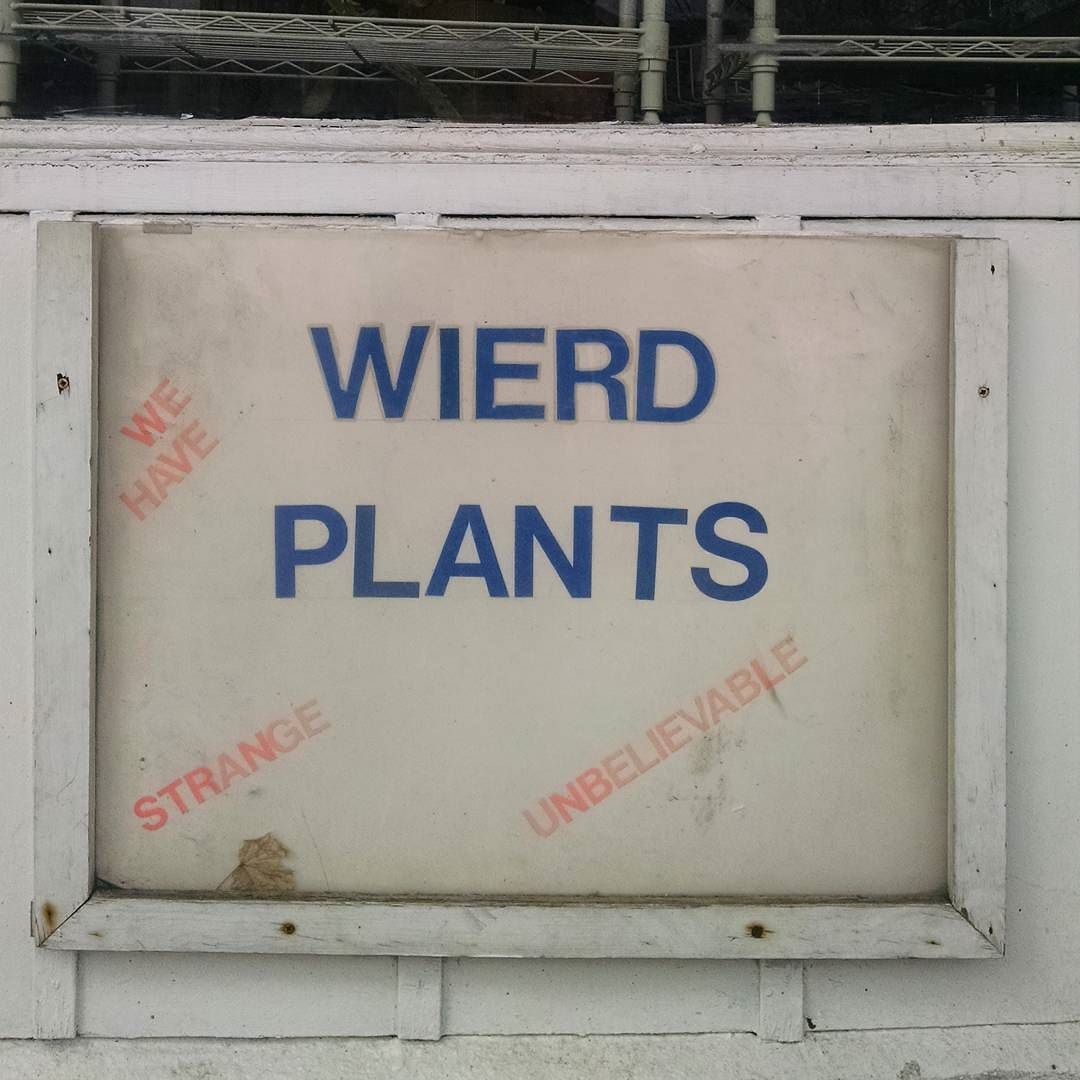 WE
HAVE
WIERD
PLANTS
STRANGE
UNBELIEVABLE